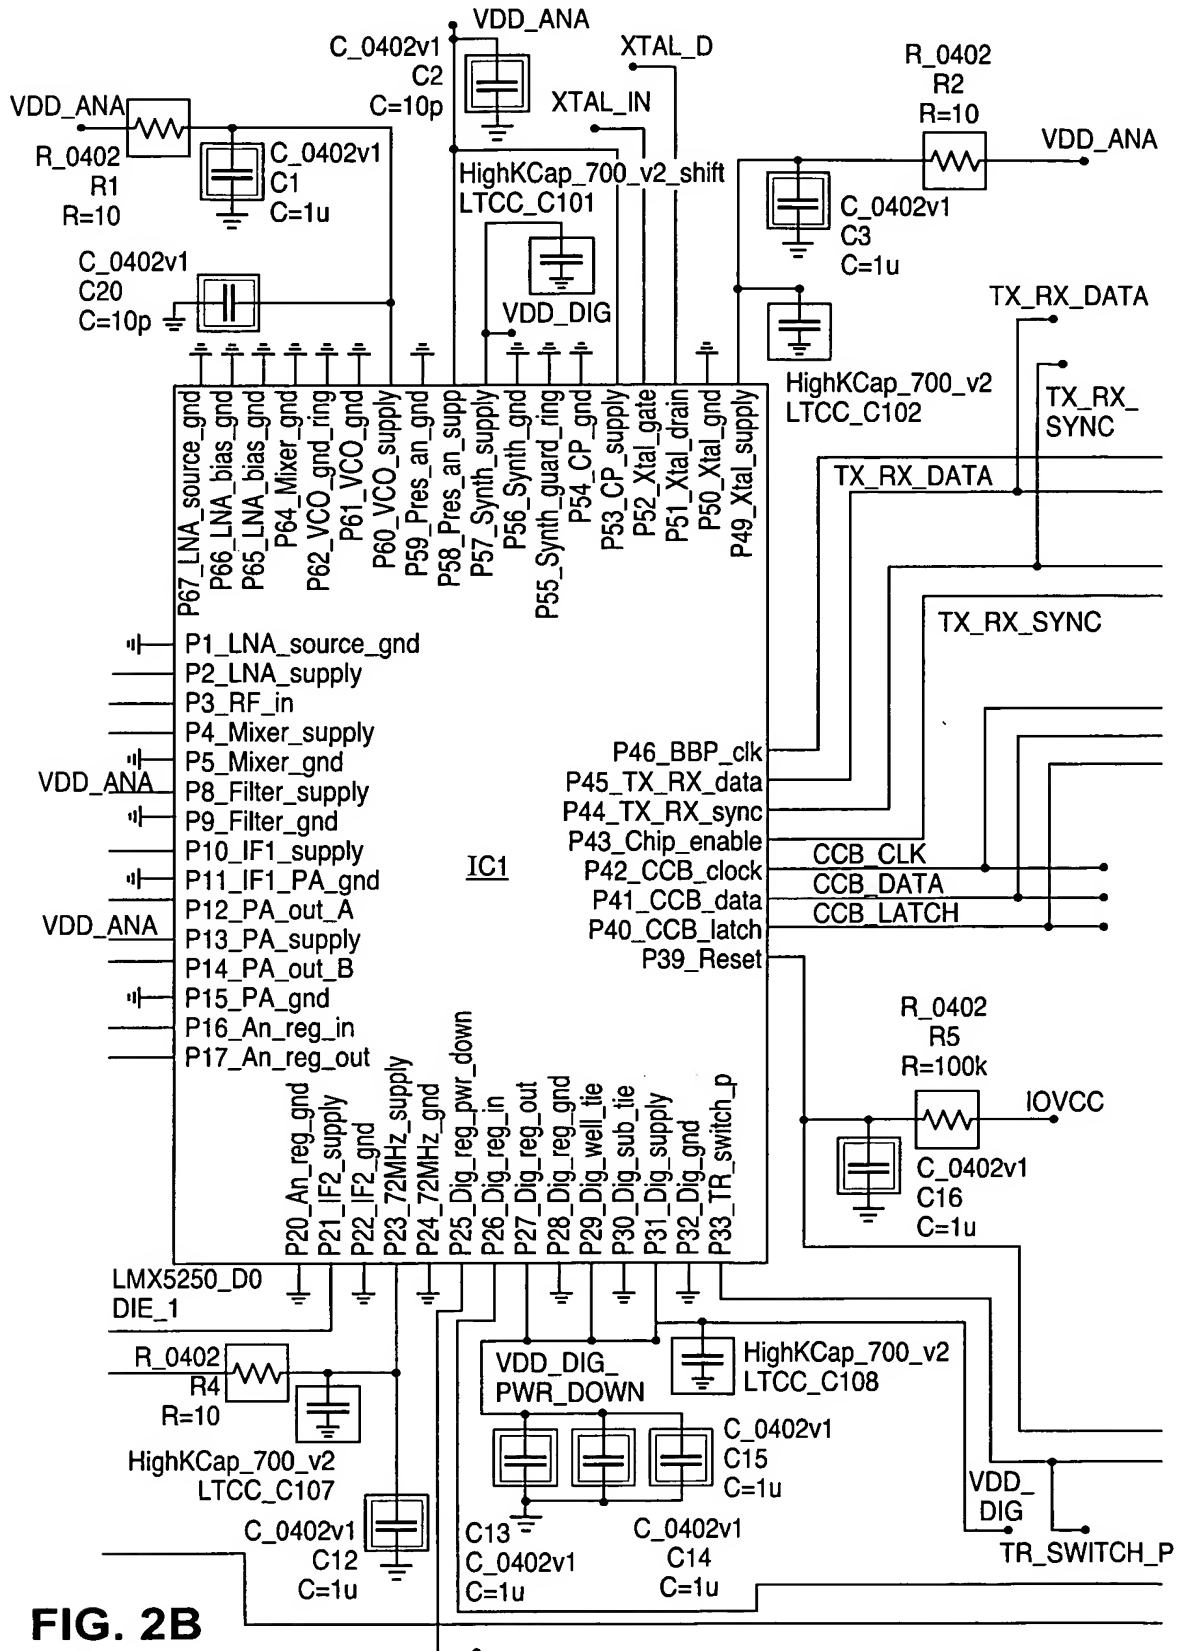 VDD_ANA
C_0402v1
C2
C=10p
XTAL_D
XTAL_IN
R_0402
R2
R=10
VDD_ANA
VDD_ANA
R_0402
R1
R=10
C_0402v1
C1
C=1u
HighKCap_700_v2_shift
LTCC_C101
C_0402v1
C3
C=1u
C_0402v1
C20
C=10p
VDD_DIG
TX_RX_DATA
HighKCap_700_v2
LTCC_C102
TX_RX_
SYNC
P67_LNA_source_gnd
P66_LNA_bias_gnd
P65_LNA_bias_gnd
P64_Mixer_gnd
P62_VCO_gnd_ring
P61_VCO_gnd
P60_VCO_supply
P59_Pres_an_gnd
P58_Pres_an_supp
P57_Synth_supply
P56_Synth_gnd
P55_Synth_guard_ring
P54_CP_gnd
P53_CP_supply
P52_Xtal_gate
P51_Xtal_drain
P50_Xtal_gnd
P49_Xtal_supply
TX_RX_DATA
TX_RX_SYNC
P1_LNA_source_gnd
P2_LNA_supply
P3_RF_in
P4_Mixer_supply
P5_Mixer_gnd
VDD_ANA
P8_Filter_supply
P9_Filter_gnd
P10_IF1_supply
P11_IF1_PA_gnd
P12_PA_out_A
VDD_ANA
P13_PA_supply
P14_PA_out_B
P15_PA_gnd
P16_An_reg_in
P17_An_reg_out
IC1
P46_BBP_clk
P45_TX_RX_data
P44_TX_RX_sync
P43_Chip_enable
P42_CCB_clock
P41_CCB_data
P40_CCB_latch
P39_Reset
CCB_CLK
CCB_DATA
CCB_LATCH
R_0402
R5
R=100k
IOVCC
C_0402v1
C16
C=1u
P20_An_reg_gnd
P21_IF2_supply
P22_IF2_gnd
P23_72MHz_supply
P24_72MHz_gnd
P25_Dig_reg_pwr_down
P26_Dig_reg_in
P27_Dig_reg_out
P28_Dig_reg_gnd
P29_Dig_well_tie
P30_Dig_sub_tie
P31_Dig_supply
P32_Dig_gnd
P33_TR_switch_p
LMX5250_D0
DIE_1
R_0402
R4
R=10
HighKCap_700_v2
LTCC_C107
C_0402v1
C12
C=1u
VDD_DIG_
PWR_DOWN
HighKCap_700_v2
LTCC_C108
C_0402v1
C15
C=1u
C13
C_0402v1
C=1u
C_0402v1
C14
C=1u
VDD_
DIG
TR_SWITCH_P
FIG. 2B